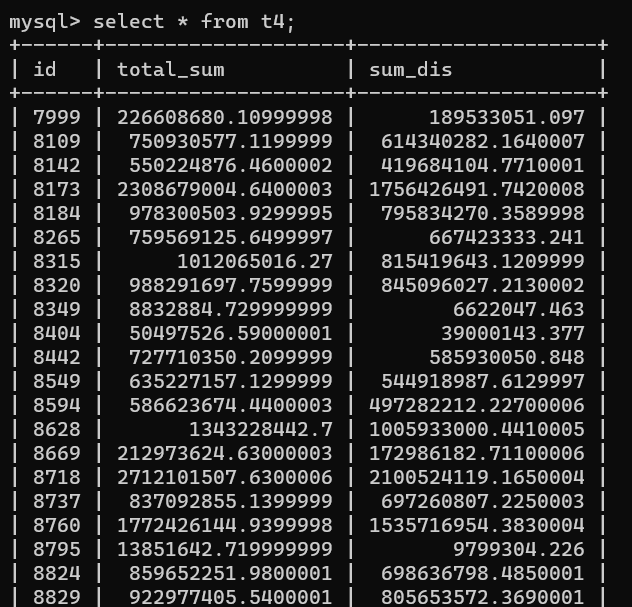 mysql> select * from t4;
+------+--------------------+--------------------+
| id   | total_sum          | sum_dis            |
+------+--------------------+--------------------+
| 7999 | 226608680.10999998 |      189533051.097 |
| 8109 |  750930577.1199999 |  614340282.1640007 |
| 8142 |  550224876.4600002 |  419684104.7710001 |
| 8173 | 2308679004.6400003 | 1756426491.7420008 |
| 8184 |  978300503.9299995 |  795834270.3589998 |
| 8265 |  759569125.6499997 |      667423333.241 |
| 8315 |      1012065016.27 |  815419643.1209999 |
| 8320 |  988291697.7599999 |  845096027.2130002 |
| 8349 |  8832884.729999999 |        6622047.463 |
| 8404 |  50497526.59000001 |       39000143.377 |
| 8442 |  727710350.2099999 |      585930050.848 |
| 8549 |  635227157.1299999 |  544918987.6129997 |
| 8594 |  586623674.4400003 | 497282212.22700006 |
| 8628 |       1343228442.7 | 1005933000.4410005 |
| 8669 | 212973624.63000003 | 172986182.71100006 |
| 8718 | 2712101507.6300006 | 2100524119.1650004 |
| 8737 |  837092855.1399999 |  697260807.2250003 |
| 8760 | 1772426144.9399998 | 1535716954.3830004 |
| 8795 | 13851642.719999999 |        9799304.226 |
| 8824 |  859652251.9800001 |  698636798.4850001 |
| 8829 |  922977405.5400001 |  805653572.3690001 |